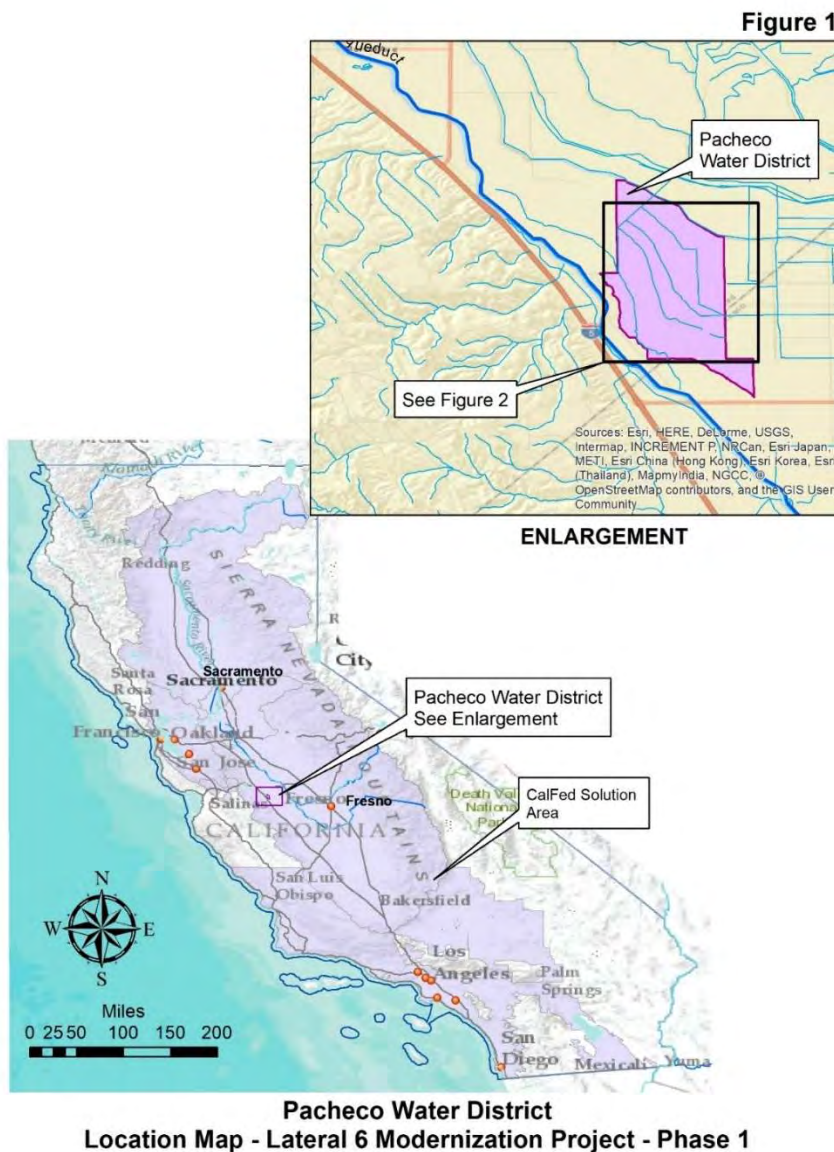 Figure 1
Pacheco
Water District
5
See Figure 2
Sources: Esri, HERE, DeLorme, USGS,
Intermap, INCREMENT P, NRCan, Esri Japan,
METI, Esri China (Hong Kong), Esri Korea, Esri
(Thailand), MapmyIndia, NGCC, ©
OpenStreetMap contributors, and the GIS User
Community
ENLARGEMENT
Redding
SIERRA NEVADA MOUNTAINS
Sacramento River
City
Sacramento
Sacramento
Santa
Rosa
San
Francisco
Oakland
San Jose
Pacheco Water District
See Enlargement
Salinas
Fresno
Fresno
CALIFORNIA
Death Val
National
Park
CalFed Solution
Area
San Luis
Obispo
Bakersfield
Los
Angeles
Palm
Springs
San
Diego
Mexicali
Yuma
N
W
E
S
Miles
0 25 50 100 150 200
Pacheco Water District
Location Map - Lateral 6 Modernization Project - Phase 1